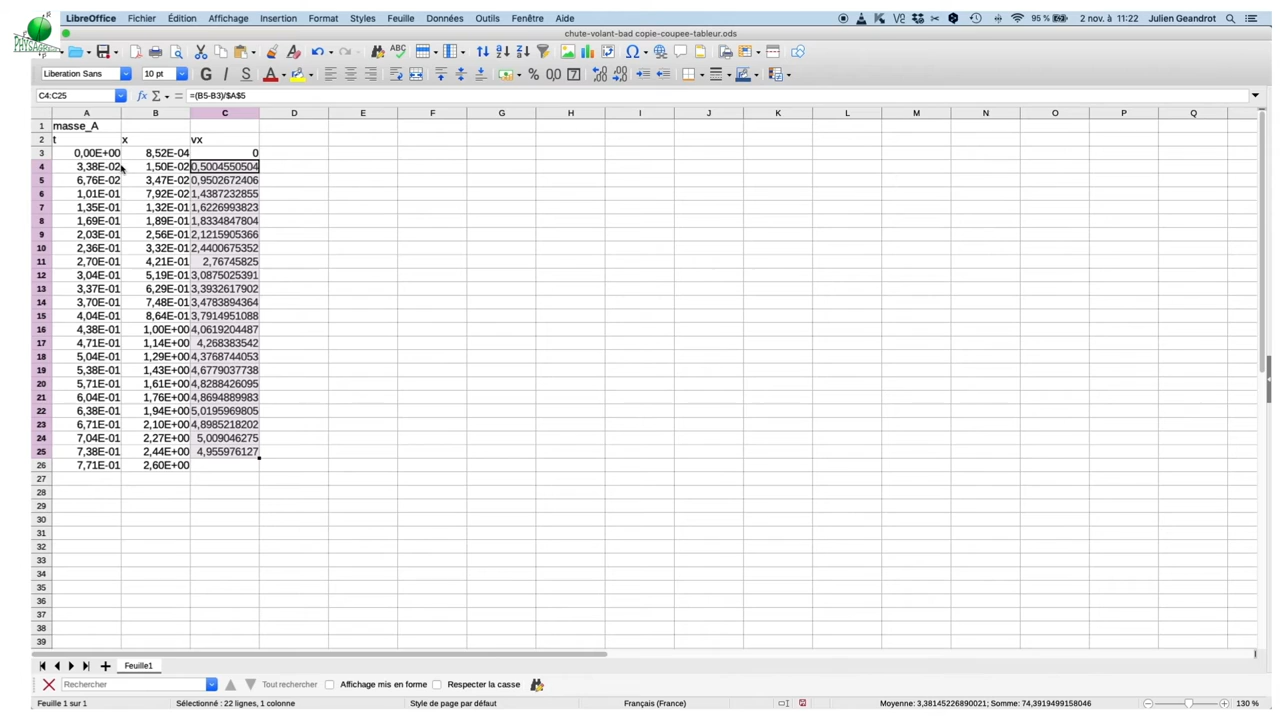 LibreOffice Fichier Édition Affichage Insertion Format Styles Feuille Données Outils Fenêtre Aide 95 % 2 nov. à 11:22 Julien Geandrot
chute-volant-bad copie-coupee-tableur.ods
Liberation Sans 10 pt G I S
C4:C25 =(B5-B3)/$A$5
A B C D E F G H I J K L M N O P Q
1 masse_A
2 t x vx
3 0,00E+00 8,52E-04 0
4 3,38E-02 1,50E-02 0,5004550504
5 6,76E-02 3,47E-02 0,9502672406
6 1,01E-01 7,92E-02 1,4387232855
7 1,35E-01 1,32E-01 1,6226993823
8 1,69E-01 1,89E-01 1,8334847804
9 2,03E-01 2,56E-01 2,1215905366
10 2,36E-01 3,32E-01 2,4400675352
11 2,70E-01 4,21E-01 2,76745825
12 3,04E-01 5,19E-01 3,0875025391
13 3,37E-01 6,29E-01 3,3932617902
14 3,70E-01 7,48E-01 3,4783894364
15 4,04E-01 8,64E-01 3,7914951088
16 4,38E-01 1,00E+00 4,0619204487
17 4,71E-01 1,14E+00 4,268383542
18 5,04E-01 1,29E+00 4,3768744053
19 5,38E-01 1,43E+00 4,6779037738
20 5,71E-01 1,61E+00 4,8288426095
21 6,04E-01 1,76E+00 4,8694889983
22 6,38E-01 1,94E+00 5,0195969805
23 6,71E-01 2,10E+00 4,8985218202
24 7,04E-01 2,27E+00 5,009046275
25 7,38E-01 2,44E+00 4,955976127
26 7,71E-01 2,60E+00
27
28
29
30
31
32
33
34
35
36
37
38
39
Feuille1
Rechercher Tout rechercher Affichage mis en forme Respecter la casse
Feuille 1 sur 1 Sélectionné : 22 lignes, 1 colonne Style de page par défaut Français (France) Moyenne: 3,38145226890021; Somme: 74,3919499158046 130 %